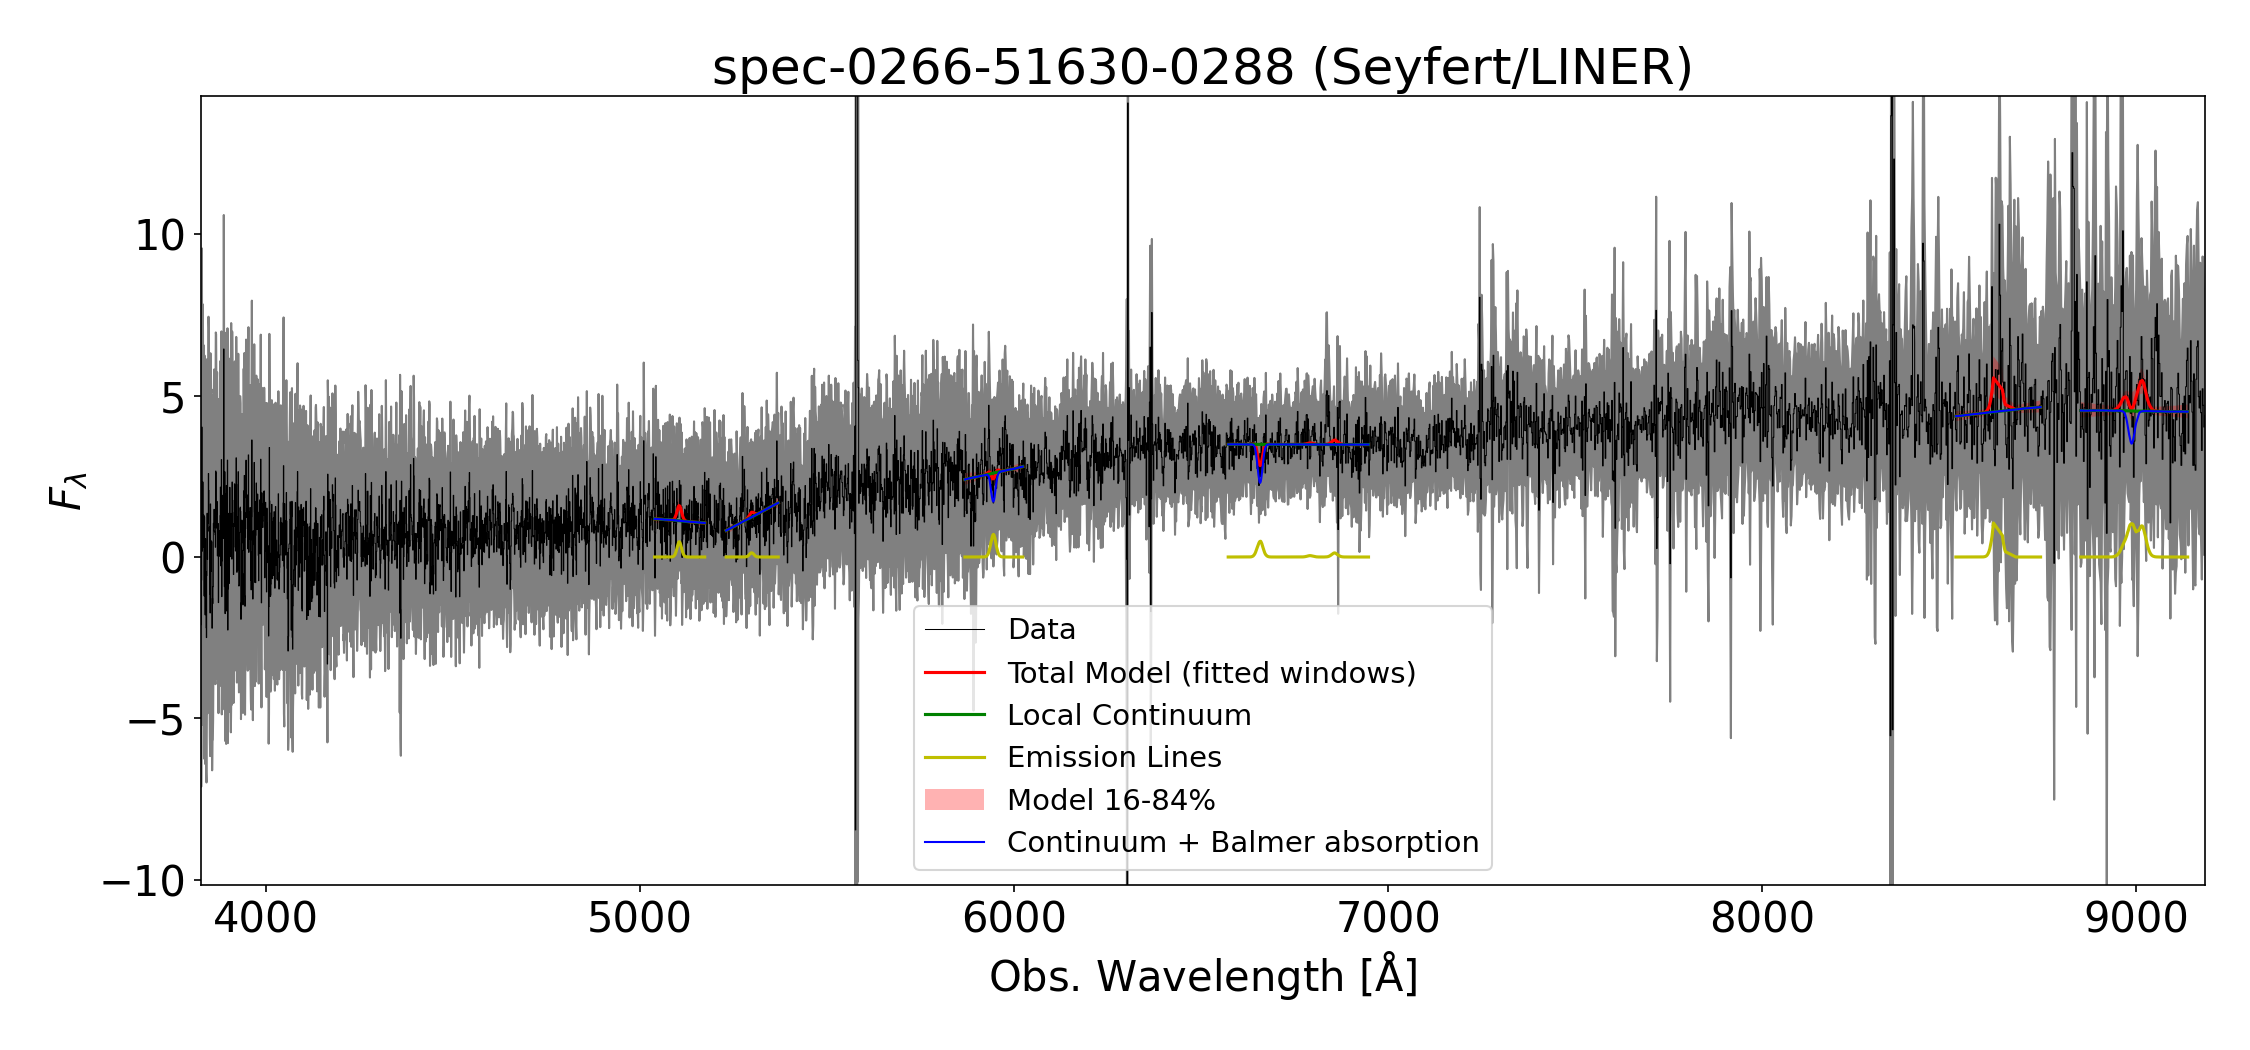 spec-0266-51630-0288 (Seyfert/LINER)
10
5
0
−5
−10
Fλ
Data
Total Model (fitted windows)
Local Continuum
Emission Lines
Model 16-84%
Continuum + Balmer absorption
4000 5000 6000 7000 8000 9000
Obs. Wavelength [Å]